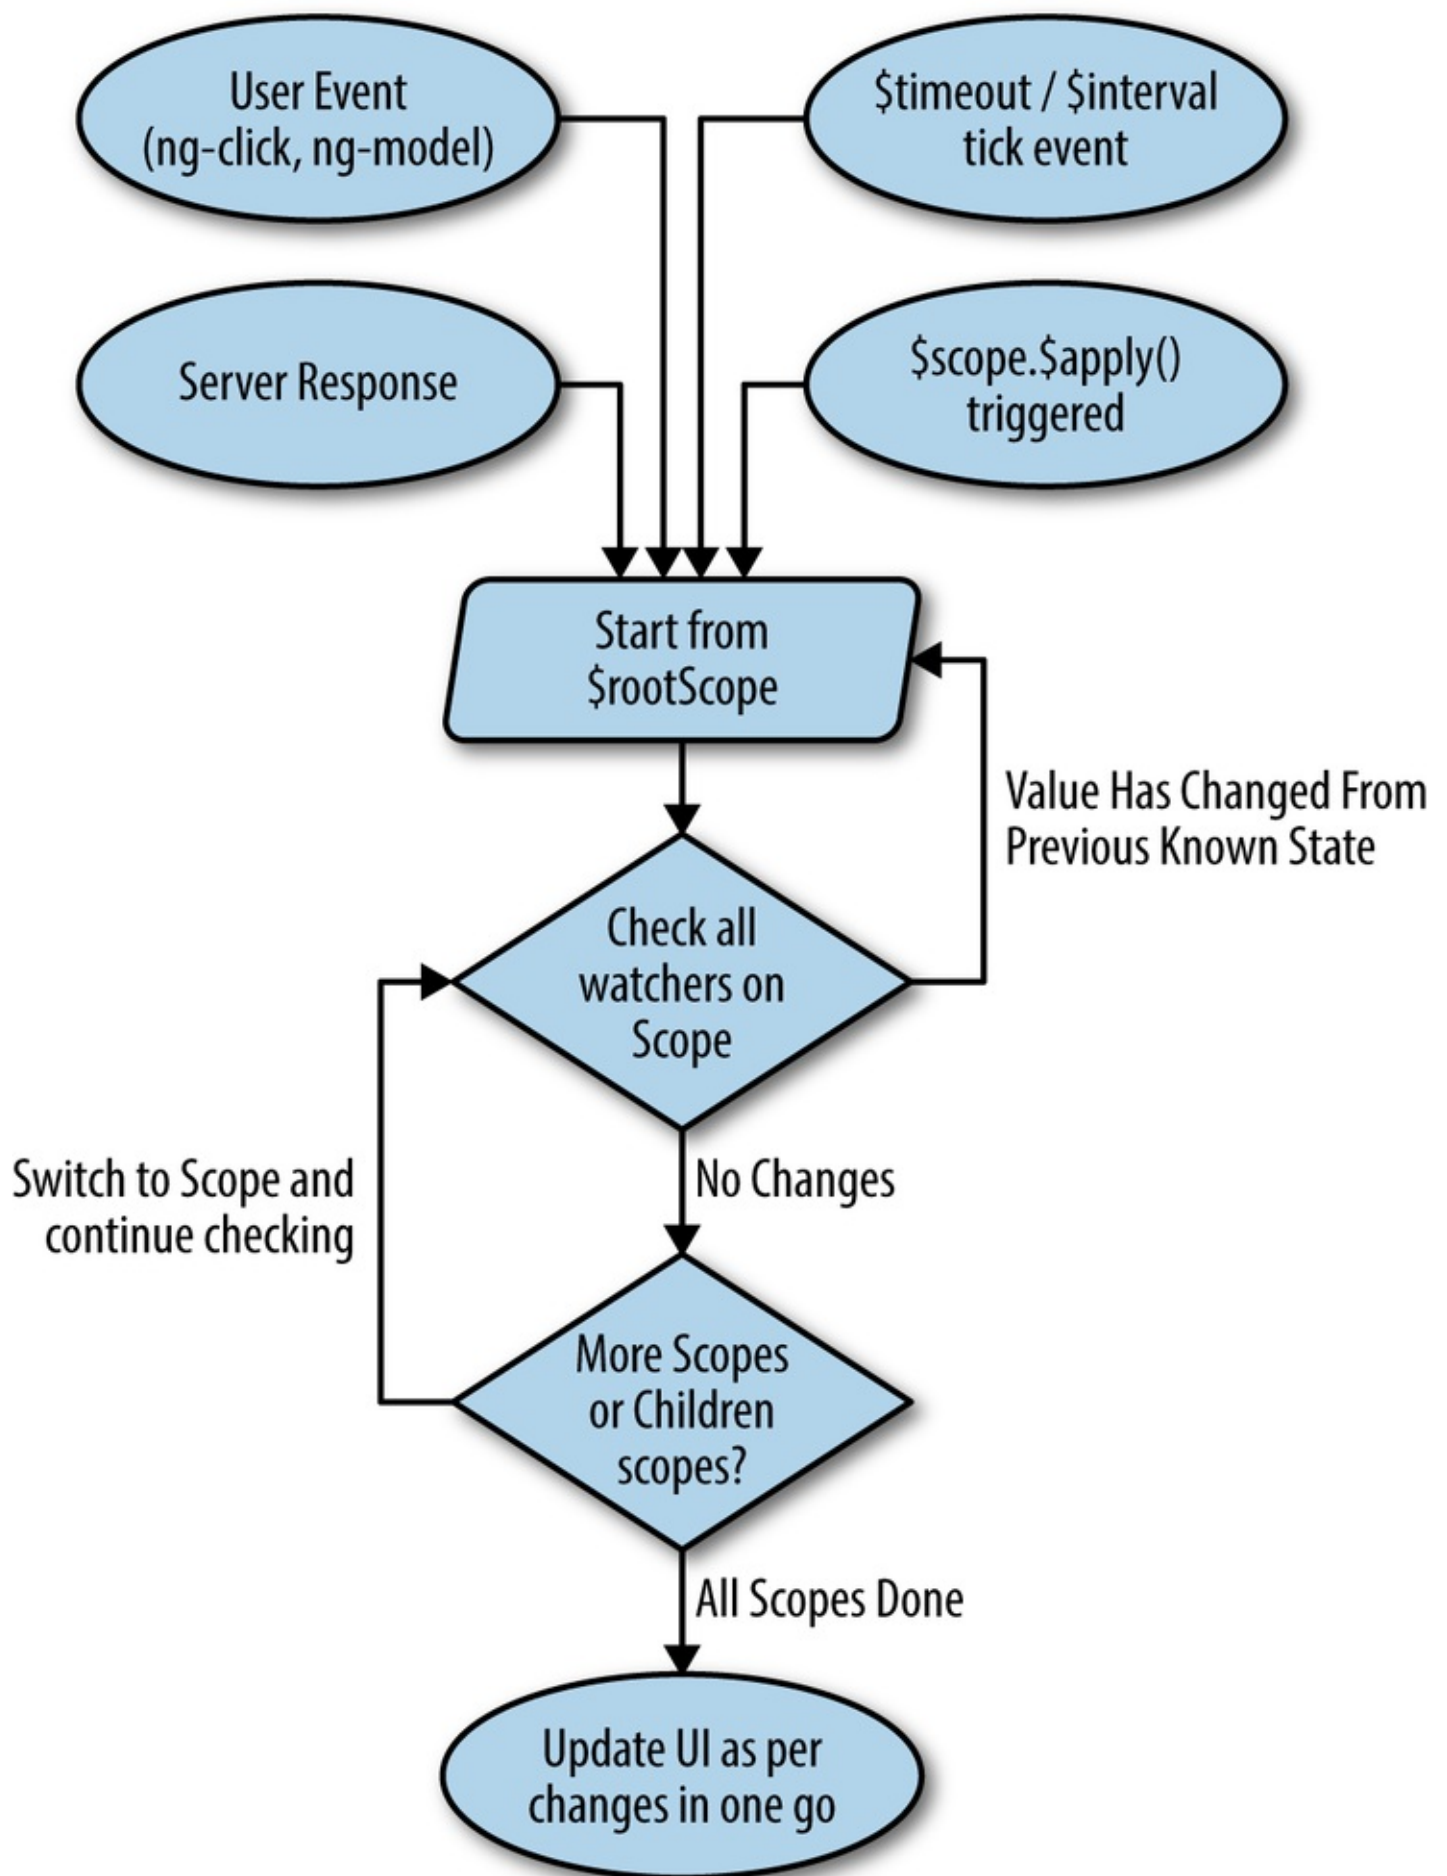 User Event
(ng-click, ng-model)
$timeout / $interval
tick event
Server Response
$scope.$apply()
triggered
Start from
$rootScope
Value Has Changed From
Previous Known State
Check all
watchers on
Scope
Switch to Scope and
continue checking
No Changes
More Scopes
or Children
scopes?
All Scopes Done
Update UI as per
changes in one go